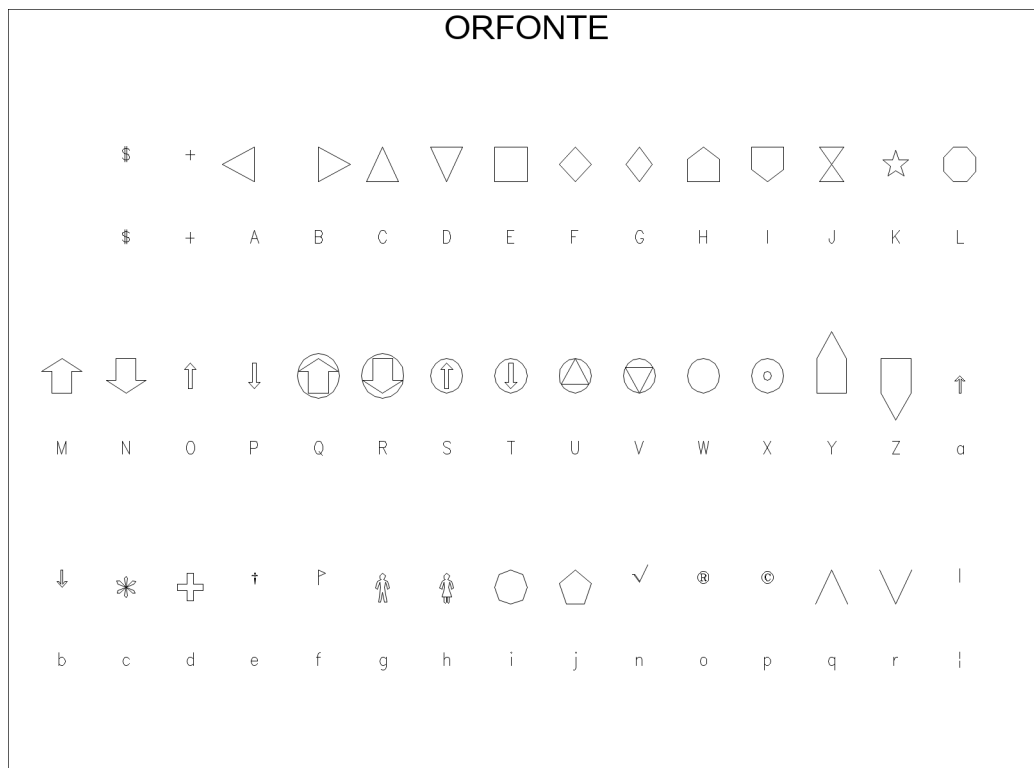 ORFONTE
$ +
$ + A B C D E F G H I J K L
M N O P Q R S T U V W X Y Z a
† ® ©
b c d e f g h i j n o p q r ¦